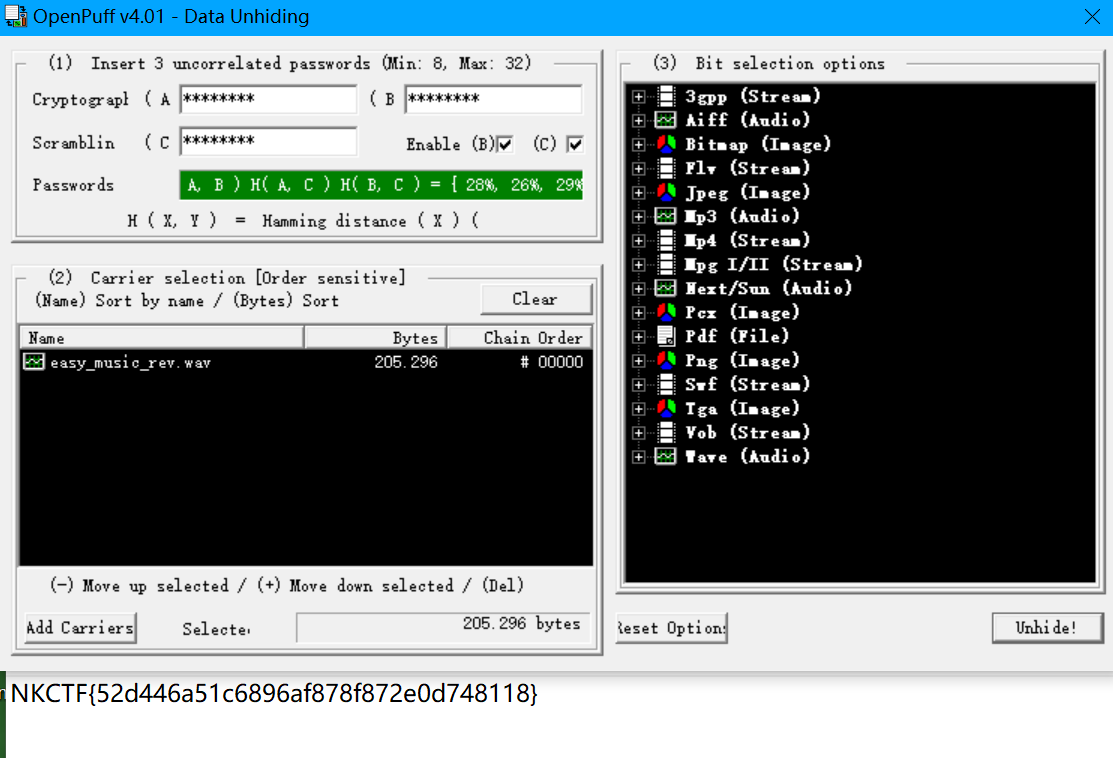 OpenPuff v4.01 - Data Unhiding
(1) Insert 3 uncorrelated passwords (Min: 8, Max: 32)
Cryptograph ( A ******** ( B ********
Scramblin ( C ******** Enable (B) (C)
Passwords A, B ) H( A, C ) H( B, C ) = { 28%, 26%, 29%
H ( X, Y ) = Hamming distance ( X ) (
(2) Carrier selection [Order sensitive]
(Name) Sort by name / (Bytes) Sort
Clear
Name Bytes Chain Order
easy_music_rev.wav 205.296 # 00000
(-) Move up selected / (+) Move down selected / (Del)
Add Carriers Selecte 205.296 bytes
(3) Bit selection options
3gpp (Stream)
Aiff (Audio)
Bitmap (Image)
Flv (Stream)
Jpeg (Image)
Mp3 (Audio)
Mp4 (Stream)
Mpg I/II (Stream)
Next/Sun (Audio)
Pcx (Image)
Pdf (File)
Png (Image)
Swf (Stream)
Tga (Image)
Vob (Stream)
Wave (Audio)
Reset Option Unhide!
NKCTF{52d446a51c6896af878f872e0d748118}